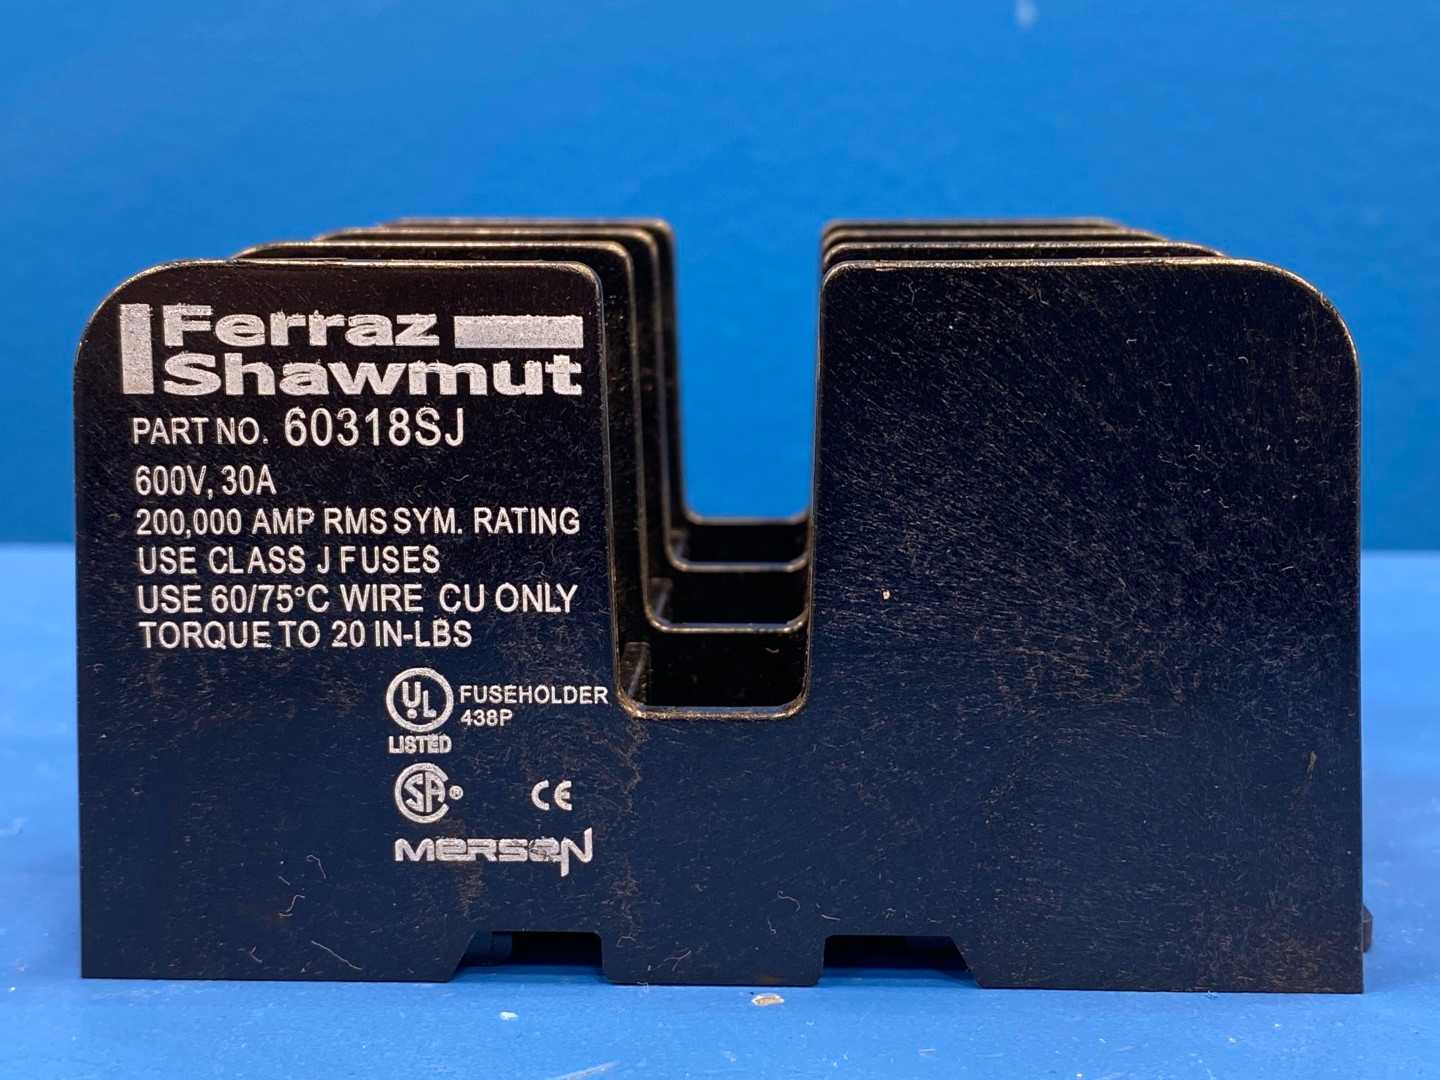 Ferraz
Shawmut
PART NO. 60318SJ
600V, 30A
200,000 AMP RMS SYM. RATING
USE CLASS J FUSES
USE 60/75°C WIRE CU ONLY
TORQUE TO 20 IN-LBS
UL FUSEHOLDER
438P
LISTED
SA® CE
MERSEN